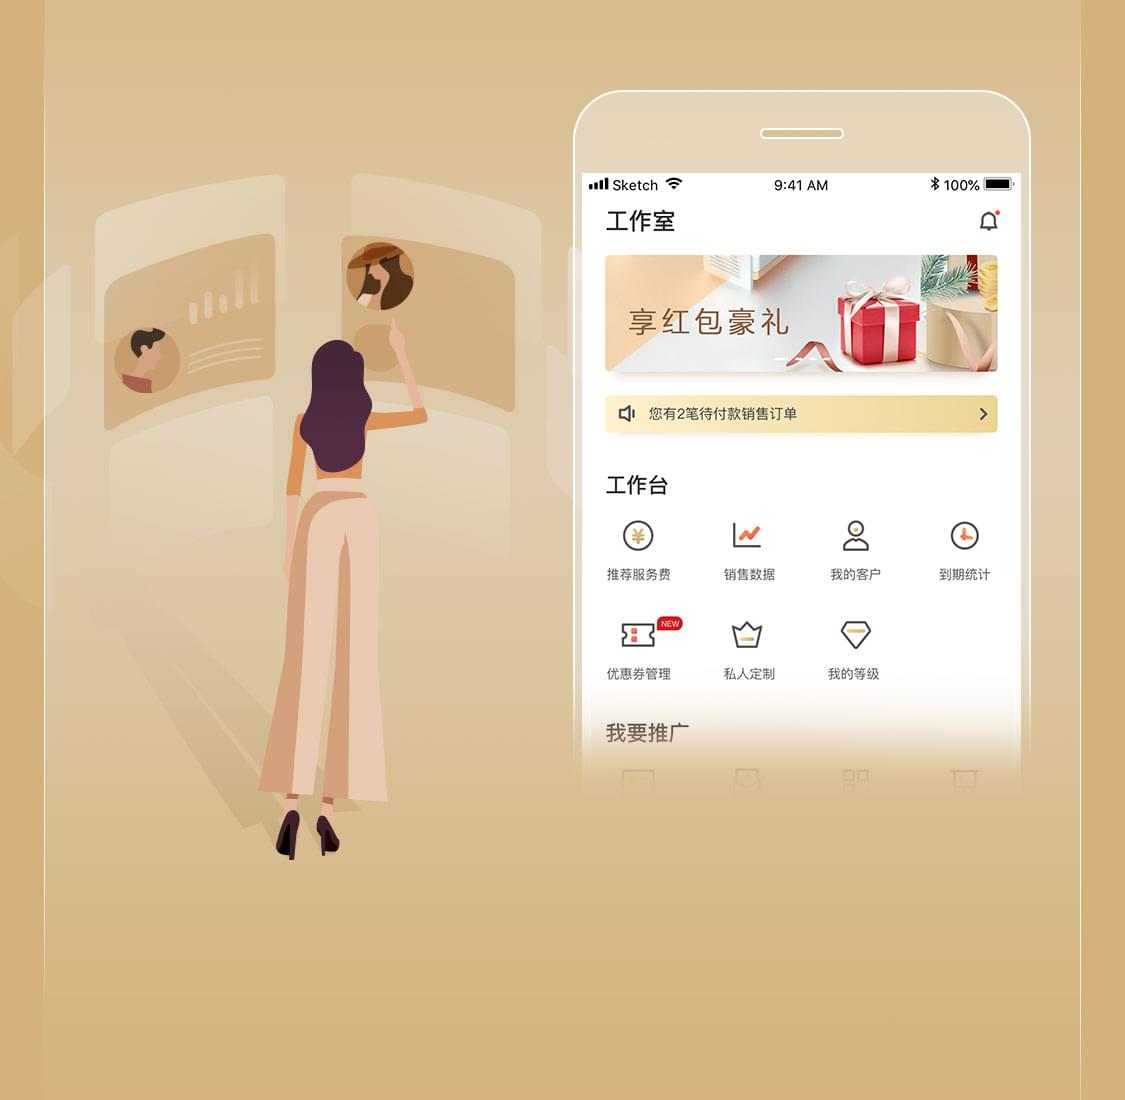 Sketch 9:41 AM 100%
工作室
享红包豪礼
您有2笔待付款销售订单
工作台
推荐服务费 销售数据 我的客户 到期统计
NEW
优惠券管理 私人定制 我的等级
我要推广